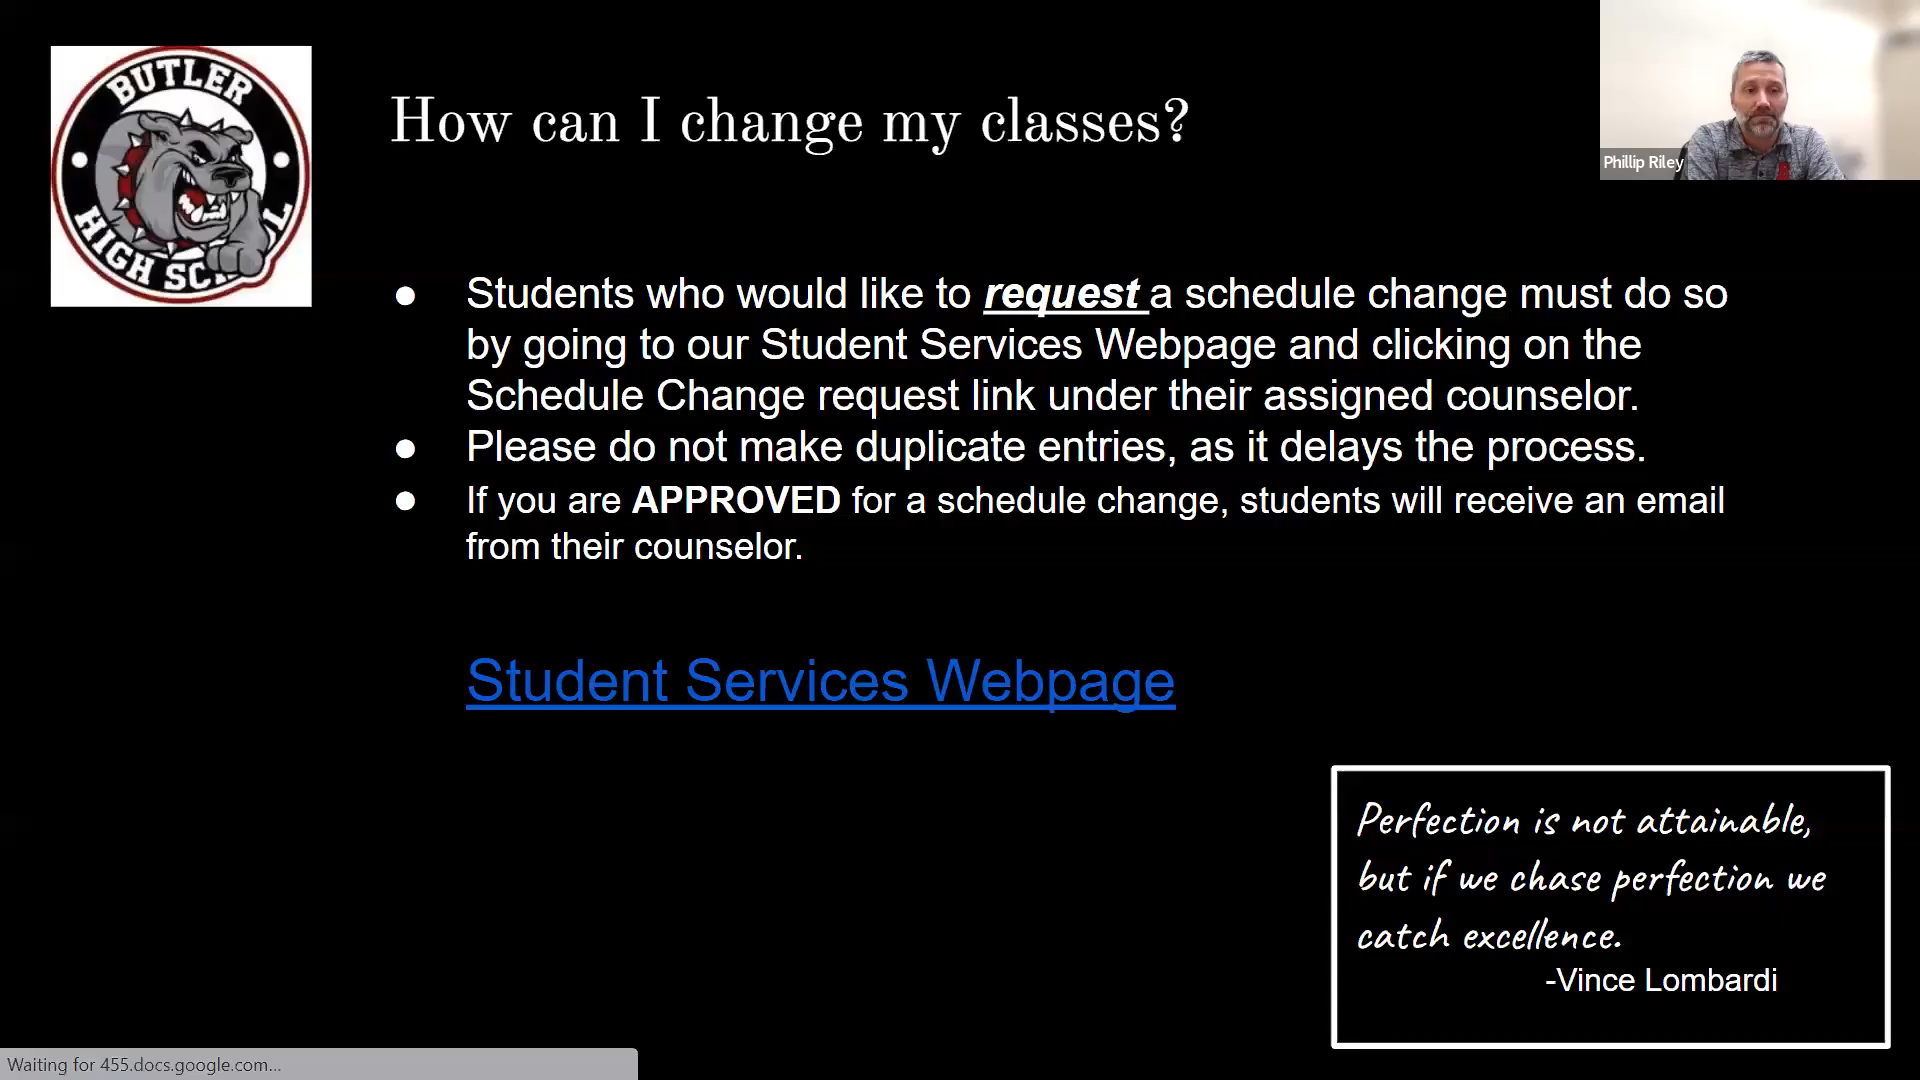 BUTLER
HIGH SC
How can I change my classes?
Phillip Riley
● Students who would like to request a schedule change must do so
by going to our Student Services Webpage and clicking on the
Schedule Change request link under their assigned counselor.
● Please do not make duplicate entries, as it delays the process.
● If you are APPROVED for a schedule change, students will receive an email
from their counselor.
Student Services Webpage
Perfection is not attainable,
but if we chase perfection we
catch excellence.
-Vince Lombardi
Waiting for 455.docs.google.com...